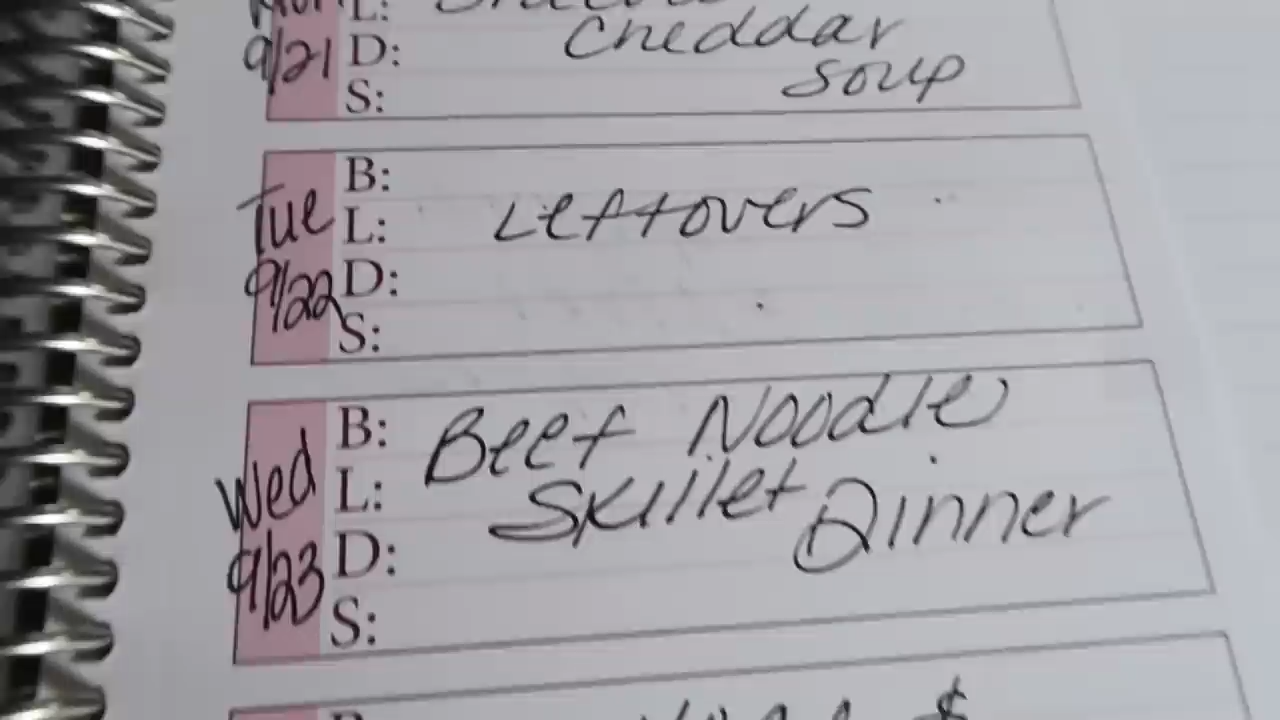 L:
Cheddar
9/21 D:
soup
S:
B:
Tue L: Leftovers
9/22 D:
S:
B: Beef Noodle
Wed L: Skillet Dinner
9/23 D:
S: